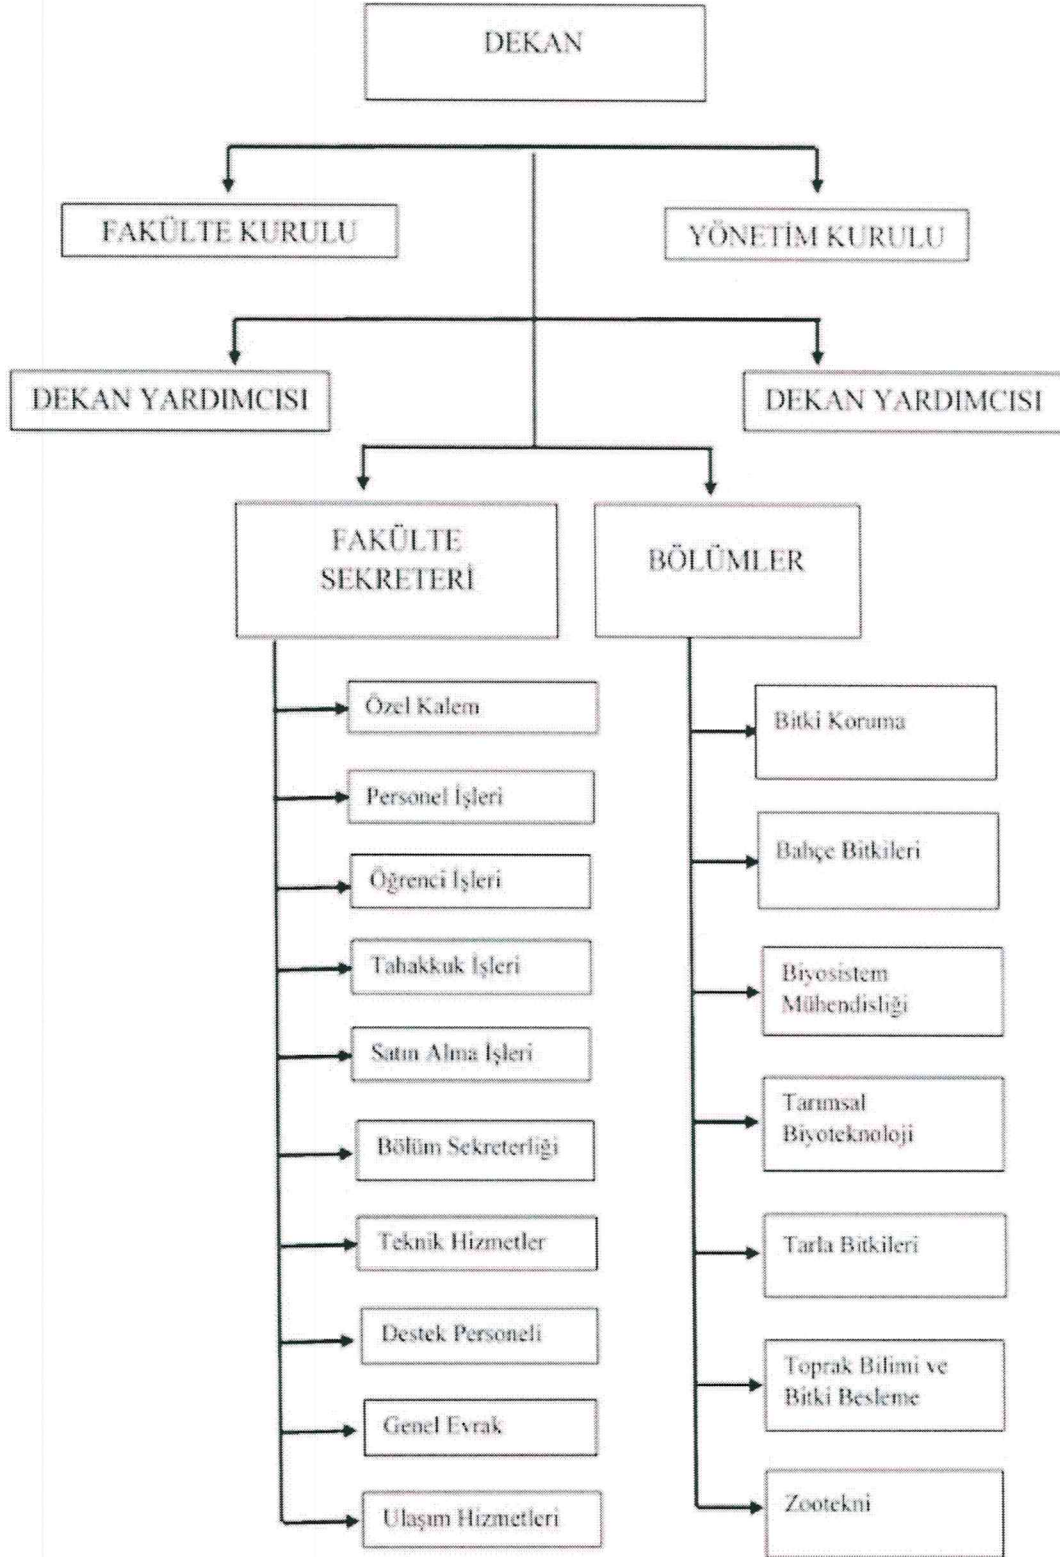 DEKAN
FAKÜLTE KURULU
YÖNETİM KURULU
DEKAN YARDIMCISI
DEKAN YARDIMCISI
FAKÜLTE
SEKRETERİ
BÖLÜMLER
Özel Kalem
Personel İşleri
Öğrenci İşleri
Tahakkuk İşleri
Satın Alma İşleri
Bölüm Sekreterliği
Teknik Hizmetler
Destek Personeli
Genel Evrak
Ulaşım Hizmetleri
Bitki Koruma
Bahçe Bitkileri
Biyosistem
Mühendisliği
Tarımsal
Biyoteknoloji
Tarla Bitkileri
Toprak Bilimi ve
Bitki Besleme
Zootekni